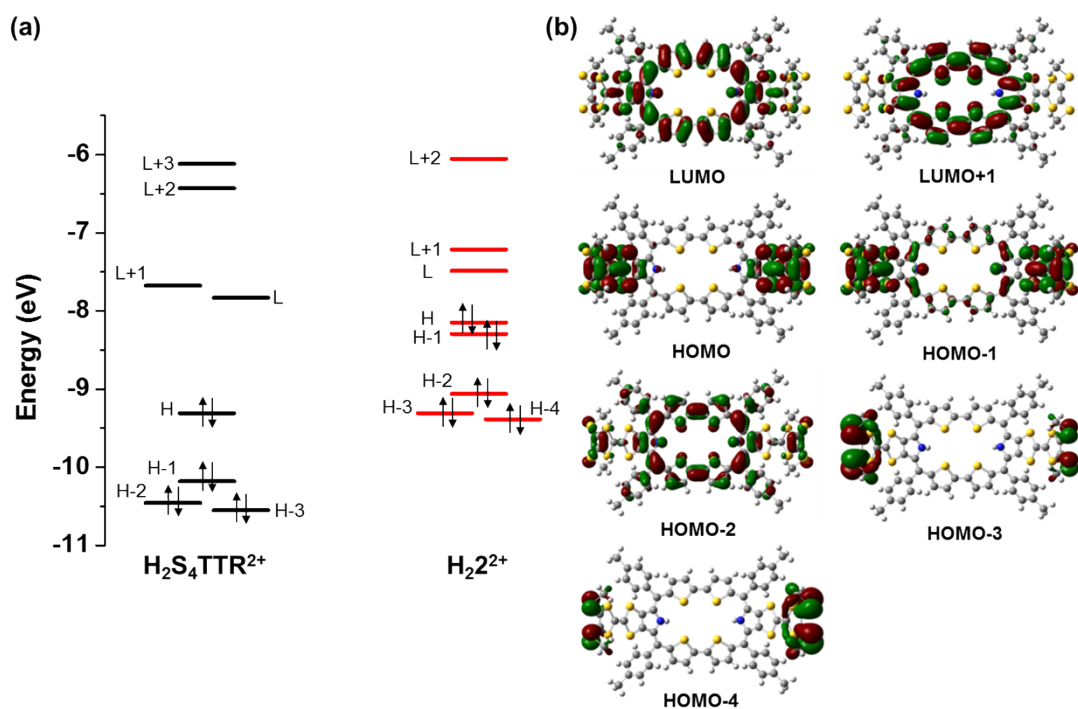 (a)
Energy (eV)
-6
-7
-8
-9
-10
-11
L+3
L+2
L+1
L
H
H-1
H-2
H-3
H₂S₄TTR²⁺
L+2
L+1
L
H
H-1
H-2
H-3
H-4
H₂2²⁺
(b)
LUMO
LUMO+1
HOMO
HOMO-1
HOMO-2
HOMO-3
HOMO-4